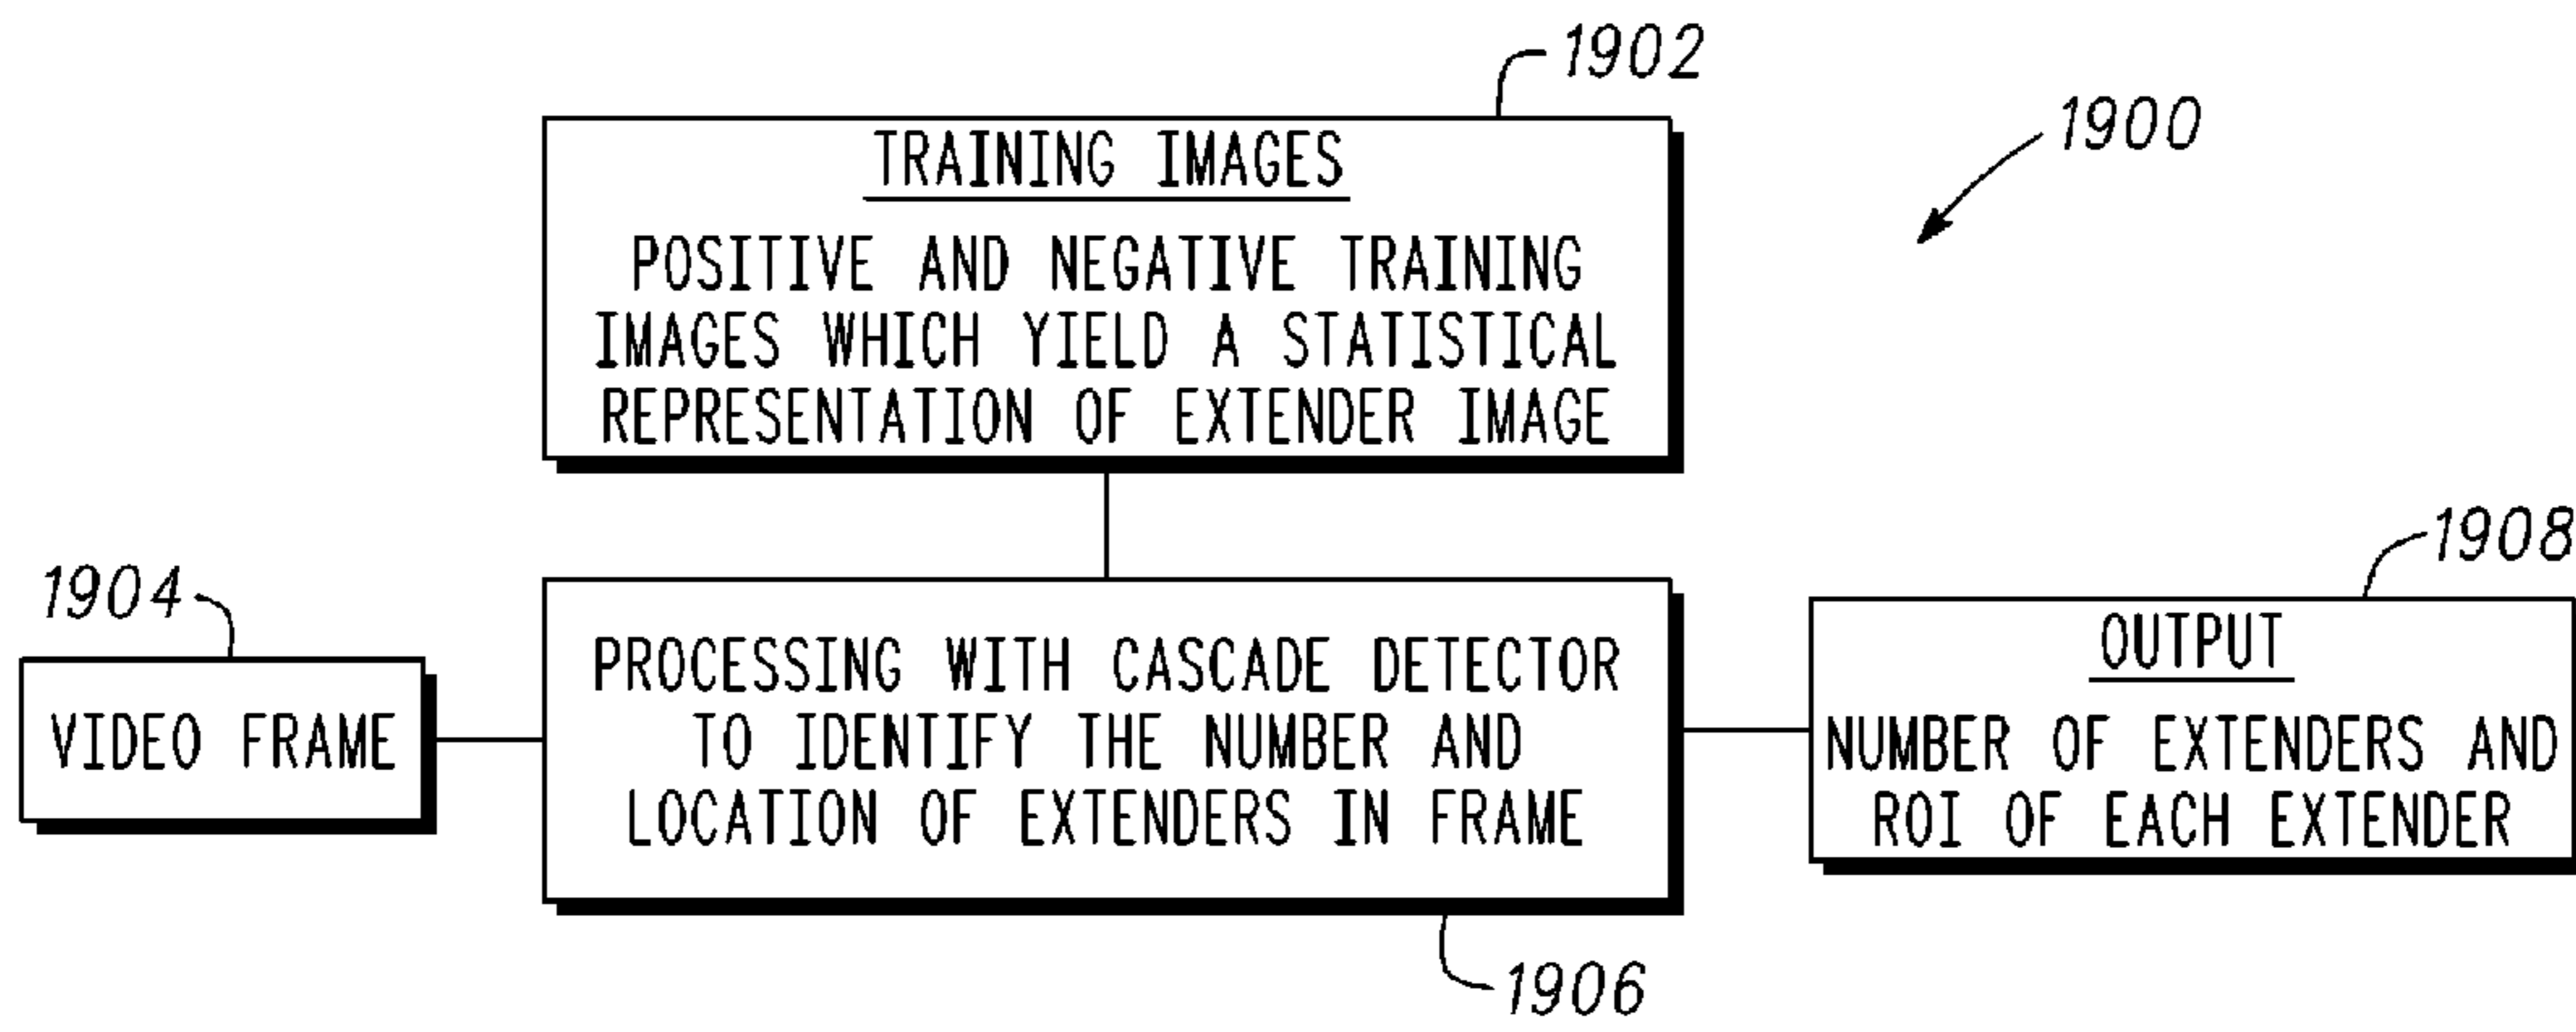 1902
1900
TRAINING IMAGES
POSITIVE AND NEGATIVE TRAINING
IMAGES WHICH YIELD A STATISTICAL
REPRESENTATION OF EXTENDER IMAGE
1904
VIDEO FRAME
PROCESSING WITH CASCADE DETECTOR
TO IDENTIFY THE NUMBER AND
LOCATION OF EXTENDERS IN FRAME
1906
1908
OUTPUT
NUMBER OF EXTENDERS AND
ROI OF EACH EXTENDER